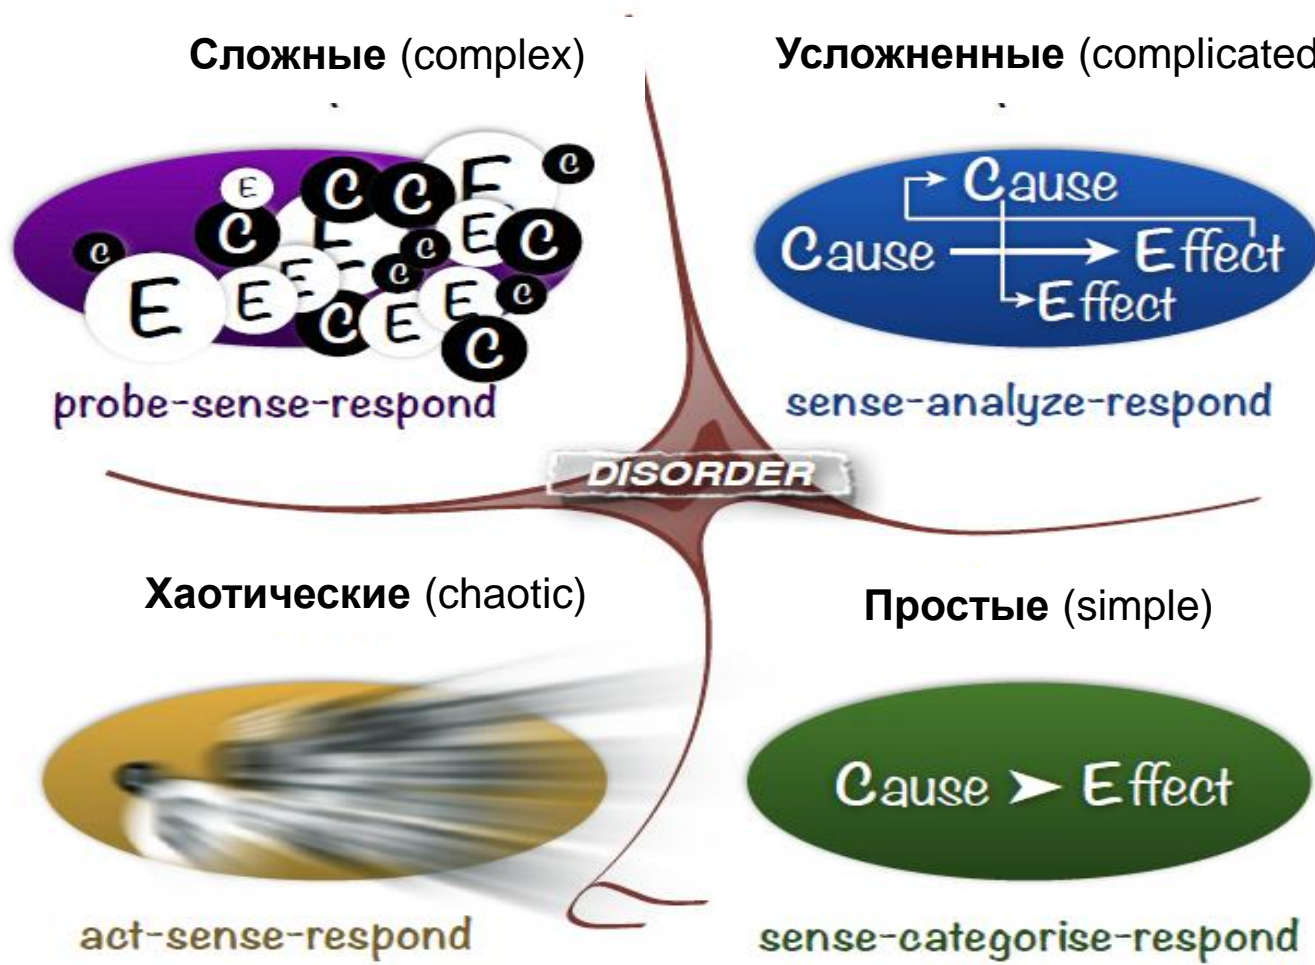 Сложные (complex)
Усложненные (complicated
E
C
C
E
C
C
C
E
E
C
C
E
C
E
E
C
E
E
C
C
E
C
Cause
Cause
Effect
Effect
probe-sense-respond
sense-analyze-respond
DISORDER
Хаотические (chaotic)
Простые (simple)
Cause Effect
act-sense-respond
sense-categorise-respond